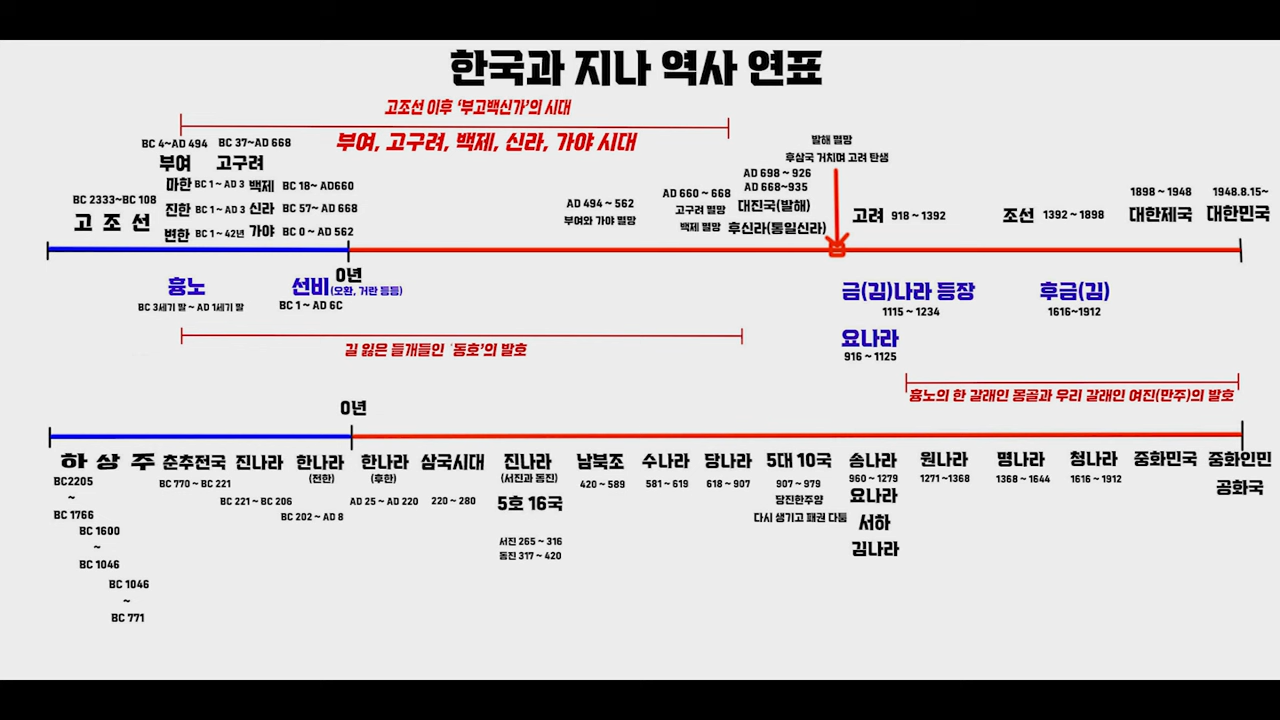 한국과 지나 역사 연표
고조선 이후 '부고백신가'의 시대
부여, 고구려, 백제, 신라, 가야 시대
BC 4~AD 494 BC 37~AD 668
부여 고구려
마한 BC 1 ~ AD 3 백제 BC 18~ AD660
BC 2333~BC 108
고 조 선
진한 BC 1 ~ AD 3 신라 BC 57~ AD 668
변한 BC 1 ~ 42년 가야 BC 0 ~ AD 562
AD 494 ~ 562
부여와 가야 멸망
AD 660 ~ 668
고구려 멸망
백제 멸망
AD 698 ~ 926
AD 668~935
대진국(발해)
후신라(통일신라)
발해 멸망
후삼국 거치며 고려 탄생
고려 918 ~ 1392
조선 1392 ~ 1898
1898 ~ 1948
대한제국
1948.8.15~
대한민국
0년
흉노
BC 3세기 말 ~ AD 1세기 말
선비(오환, 거란 등등)
BC 1 ~ AD 6C
금(김)나라 등장
1115 ~ 1234
요나라
916 ~ 1125
후금(김)
1616~1912
길 잃은 들개들인 '동호'의 발호
흉노의 한 갈래인 몽골과 우리 갈래인 여진(만주)의 발호
0년
하
BC2205
~
BC 1766
상
BC 1600
~
BC 1046
주
BC 1046
~
BC 771
춘추전국
BC 770 ~ BC 221
진나라
BC 221 ~ BC 206
한나라
(전한)
BC 202 ~ AD 8
한나라
(후한)
AD 25 ~ AD 220
삼국시대
220 ~ 280
진나라
(서진과 동진)
5호 16국
서진 265 ~ 316
동진 317 ~ 420
남북조
420 ~ 589
수나라
581 ~ 619
당나라
618 ~ 907
5대 10국
907 ~ 979
당진한주양
다시 생기고 패권 다툼
송나라
960 ~ 1279
요나라
서하
김나라
원나라
1271 ~1368
명나라
1368 ~ 1644
청나라
1616 ~ 1912
중화민국
중화인민
공화국